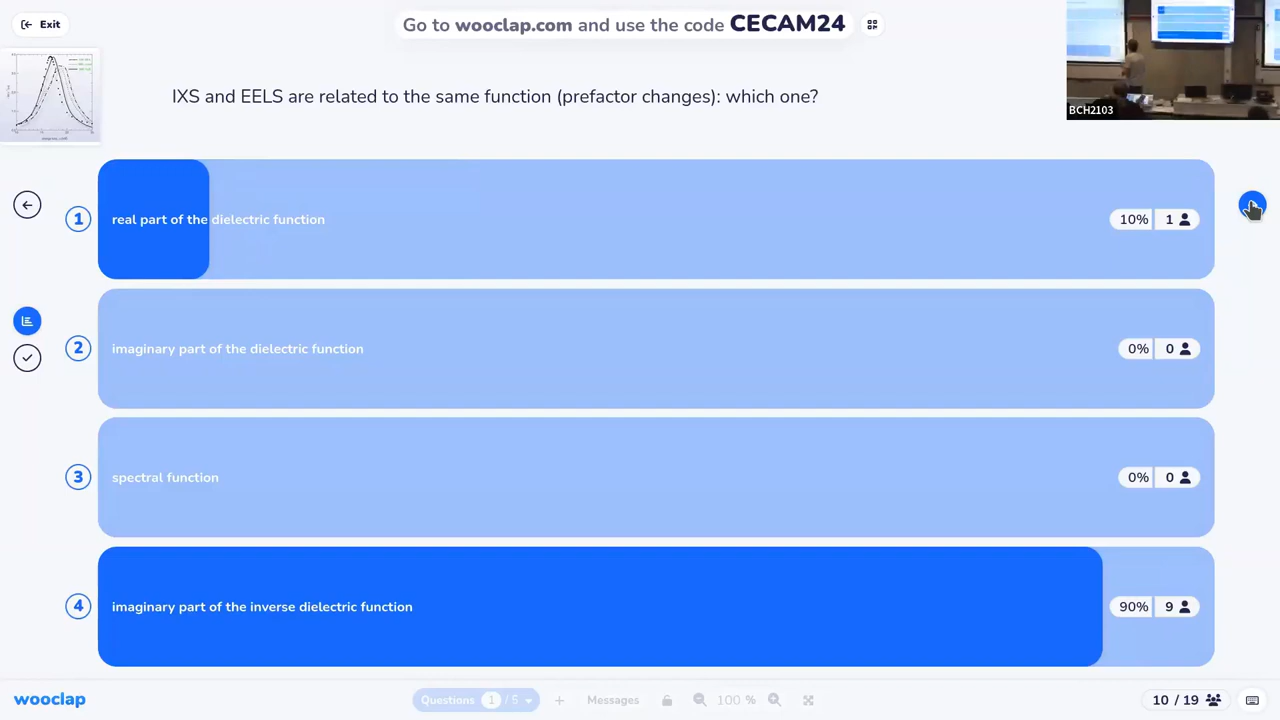 Exit
Go to wooclap.com and use the code CECAM24
IXS and EELS are related to the same function (prefactor changes): which one?
BCH2103
1 real part of the dielectric function 10% 1
2 imaginary part of the dielectric function 0% 0
3 spectral function 0% 0
4 imaginary part of the inverse dielectric function 90% 9
wooclap
Questions 1 / 5
Messages
100 %
10 / 19